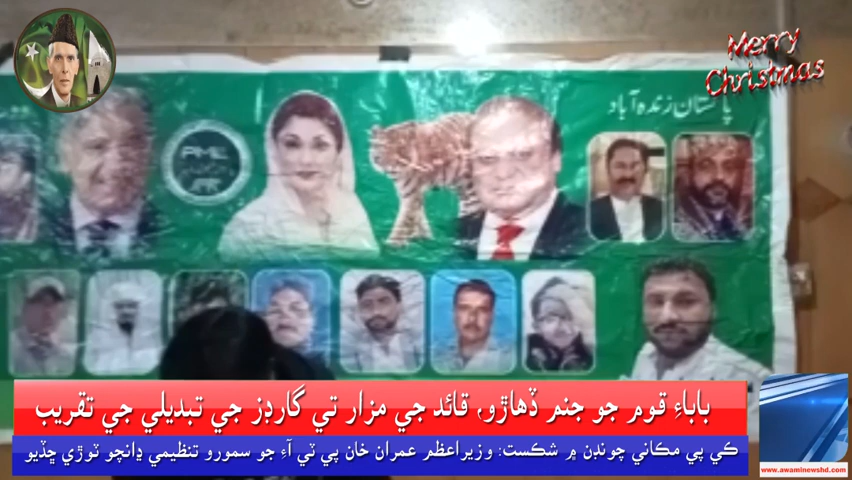 Merry
Christmas
پاکستان زندہ آباد
PML
باباءِ قوم جو جنم ڏهاڙو، قائد جي مزار تي گارڊز جي تبديلي جي تقريب
ڪي پي مڪاني چونڊن ۾ شڪست: وزيراعظم عمران خان پي ٽي آءِ جو سمورو تنظيمي ڍانچو ٽوڙي ڇڏيو
www.awaminewshd.com